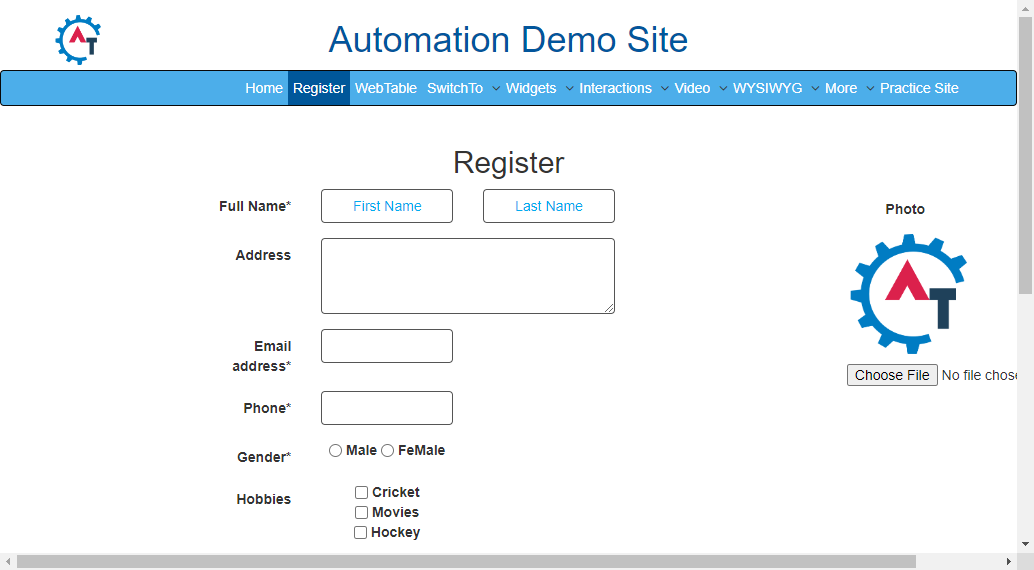 AT
Automation Demo Site
Home Register WebTable SwitchTo Widgets Interactions Video WYSIWYG More Practice Site
Register
Full Name*
First Name
Last Name
Photo
Address
AT
Email
address*
Choose File No file chose
Phone*
Gender*
Male FeMale
Hobbies
Cricket
Movies
Hockey